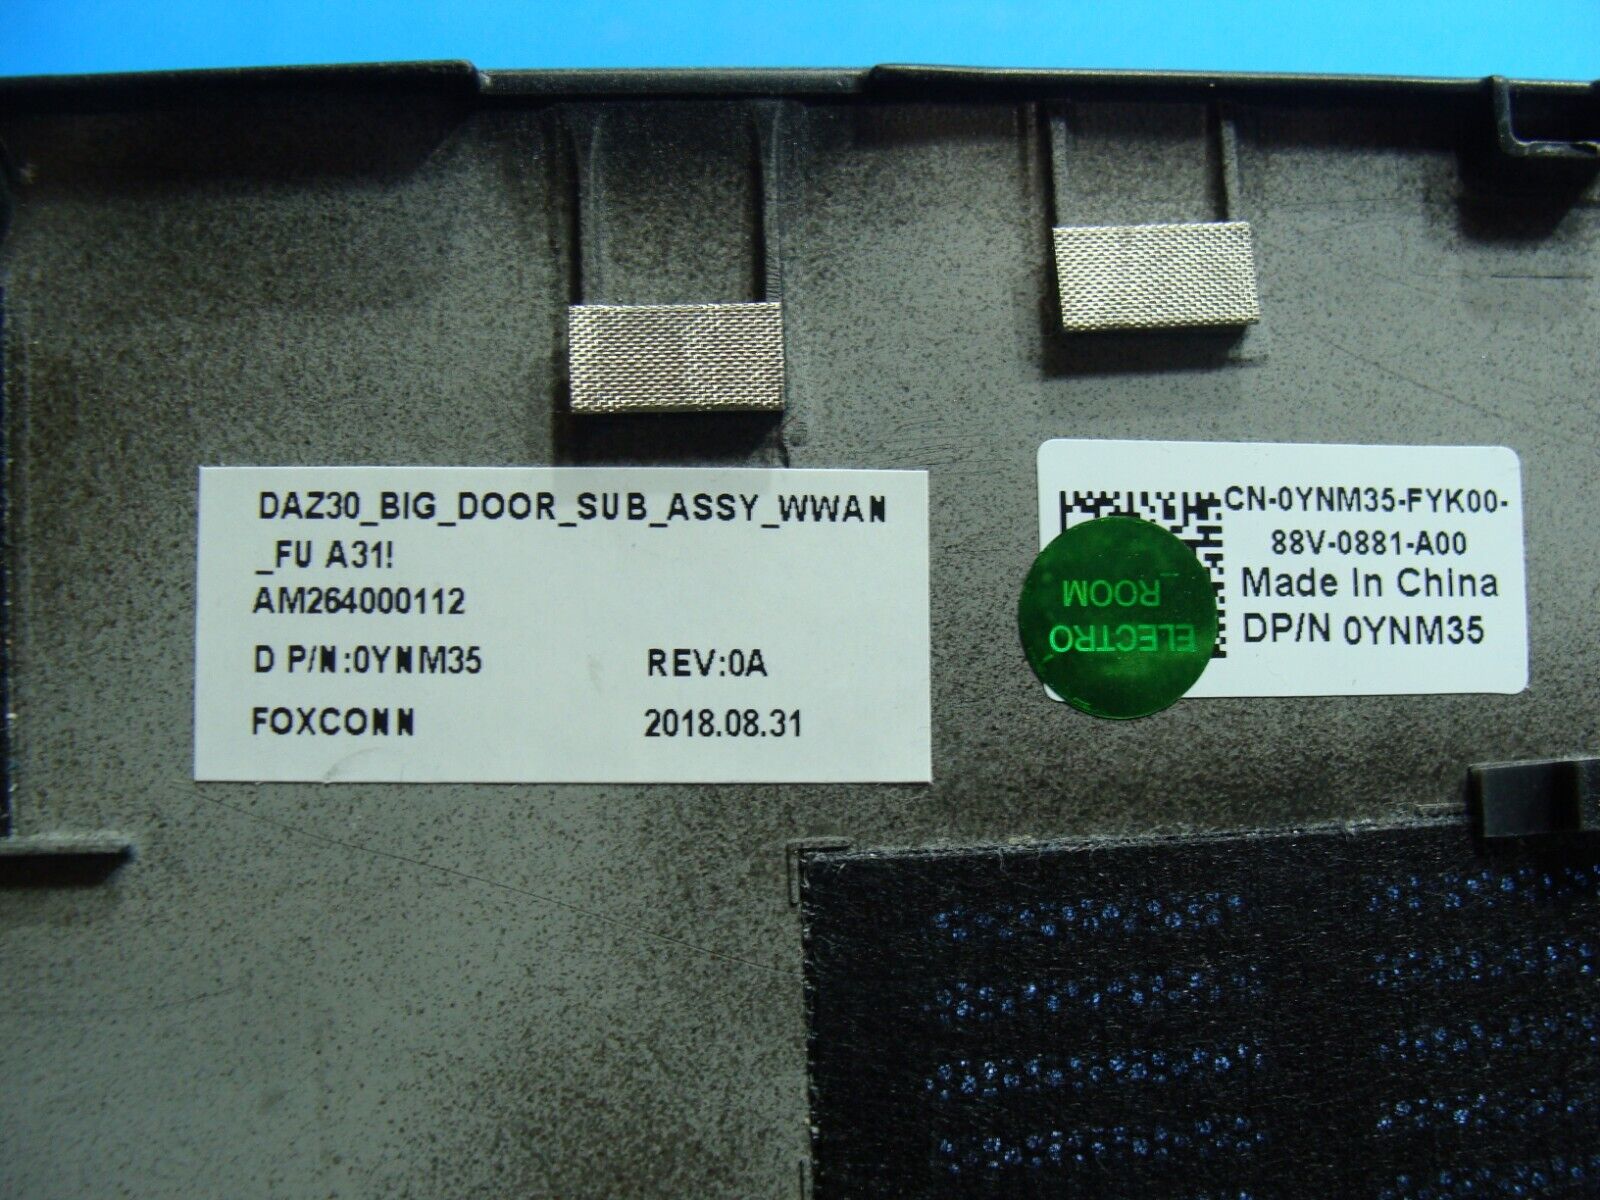 DAZ30_BIG_DOOR_SUB_ASSY_WWAN
_FU A31!
AM264000112
D P/N:0YNM35 REV:0A
FOXCONN 2018.08.31
CN-0YNM35-FYK00-
88V-0881-A00
Made In China
DP/N 0YNM35
ELECTRO
_ROOM